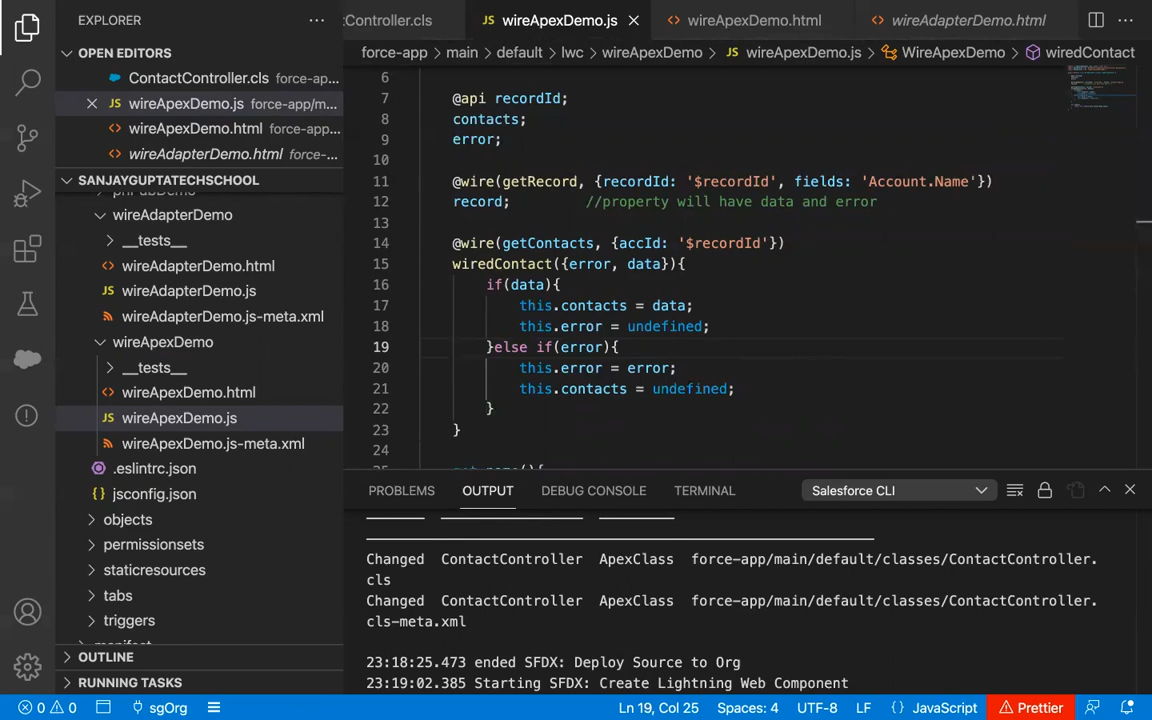 EXPLORER
OPEN EDITORS
ContactController.cls force-ap...
JS wireApexDemo.js force-app/m...
<> wireApexDemo.html force-app...
<> wireAdapterDemo.html force-...
SANJAYGUPTATECHSCHOOL
wireAdapterDemo
__tests__
<> wireAdapterDemo.html
JS wireAdapterDemo.js
wireAdapterDemo.js-meta.xml
wireApexDemo
__tests__
<> wireApexDemo.html
JS wireApexDemo.js
wireApexDemo.js-meta.xml
.eslintrc.json
{} jsconfig.json
objects
permissionsets
staticresources
tabs
triggers
OUTLINE
RUNNING TASKS
tController.cls JS wireApexDemo.js <> wireApexDemo.html <> wireAdapterDemo.html
force-app > main > default > lwc > wireApexDemo > JS wireApexDemo.js > WireApexDemo > wiredContact
6
7 @api recordId;
8 contacts;
9 error;
10
11 @wire(getRecord, {recordId: '$recordId', fields: 'Account.Name'})
12 record; //property will have data and error
13
14 @wire(getContacts, {accId: '$recordId'})
15 wiredContact({error, data}){
16 if(data){
17 this.contacts = data;
18 this.error = undefined;
19 }else if(error){
20 this.error = error;
21 this.contacts = undefined;
22 }
23 }
24
PROBLEMS OUTPUT DEBUG CONSOLE TERMINAL Salesforce CLI
Changed ContactController ApexClass force-app/main/default/classes/ContactController.
cls
Changed ContactController ApexClass force-app/main/default/classes/ContactController.
cls-meta.xml
23:18:25.473 ended SFDX: Deploy Source to Org
23:19:02.385 Starting SFDX: Create Lightning Web Component
0 0 sgOrg Ln 19, Col 25 Spaces: 4 UTF-8 LF {} JavaScript Prettier